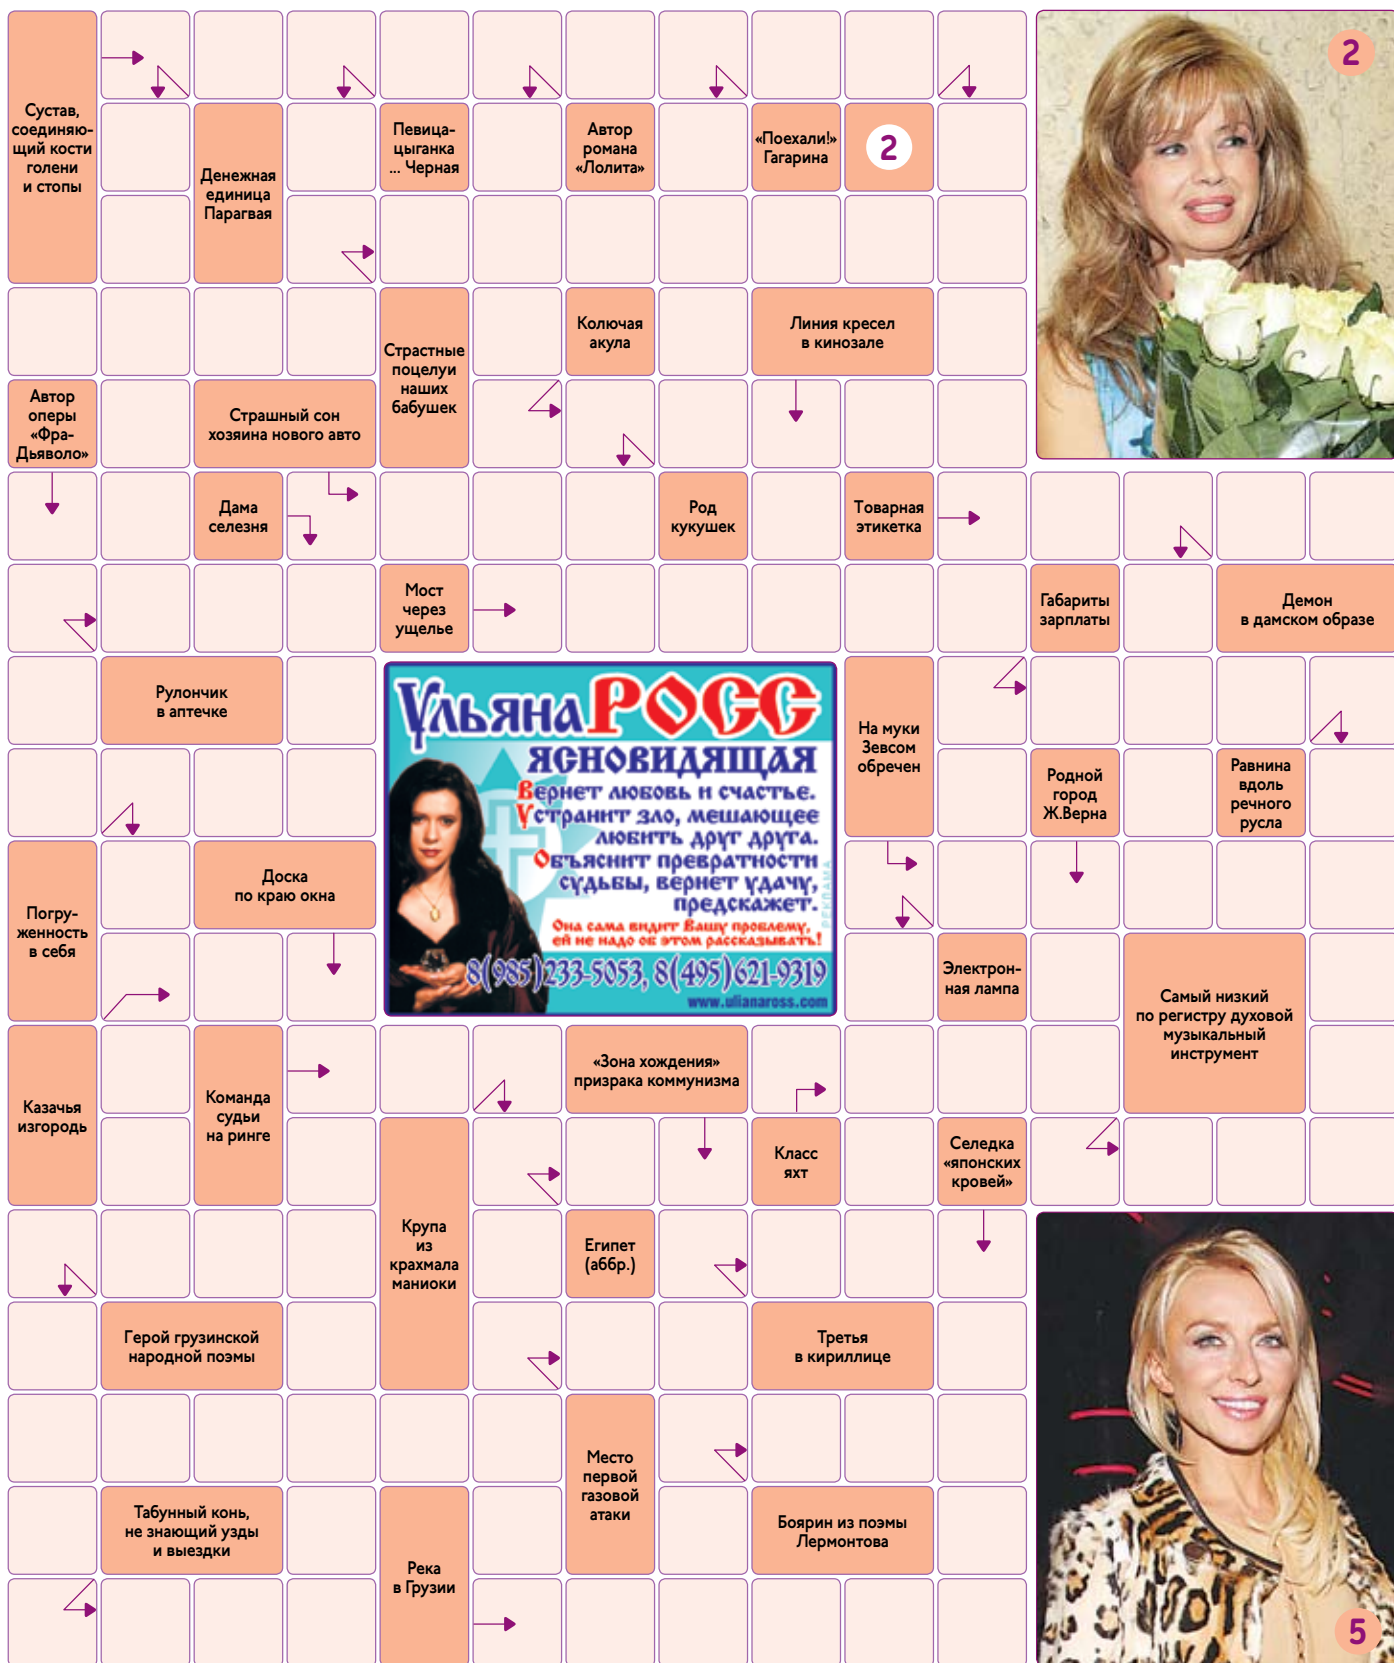 2
Сустав,
соединяю-
щий кости
голени
и стопы
Денежная
единица
Парагвая
Певица-
цыганка
... Черная
Автор
романа
«Лолита»
«Поехали!»
Гагарина
2
Страстные
поцелуи
наших
бабушек
Колючая
акула
Линия кресел
в кинозале
Автор
оперы
«Фра-
Дьяволо»
Страшный сон
хозяина нового авто
Дама
селезня
Род
кукушек
Товарная
этикетка
Мост
через
ущелье
Габариты
зарплаты
Демон
в дамском образе
Рулончик
в аптечке
Ульяна РОСС
ЯСНОВИДЯЩАЯ
Вернет любовь и счастье.
Устранит зло, мешающее
любить друг друга.
Объяснит превратности
судьбы, вернет удачу,
предскажет.
Она сама видит Вашу проблему,
ей не надо об этом рассказывать!
8(985)233-5053, 8(495)621-9319
www.ulianaross.com
РЕКЛАМА
На муки
Зевсом
обречен
Родной
город
Ж.Верна
Равнина
вдоль
речного
русла
Погру-
женность
в себя
Доска
по краю окна
Электрон-
ная лампа
Самый низкий
по регистру духовой
музыкальный
инструмент
Казачья
изгородь
Команда
судьи
на ринге
«Зона хождения»
призрака коммунизма
Крупа
из
крахмала
маниоки
Класс
яхт
Селедка
«японских
кровей»
Египет
(аббр.)
Герой грузинской
народной поэмы
Третья
в кириллице
Место
первой
газовой
атаки
Табунный конь,
не знающий узды
и выездки
Река
в Грузии
Боярин из поэмы
Лермонтова
5